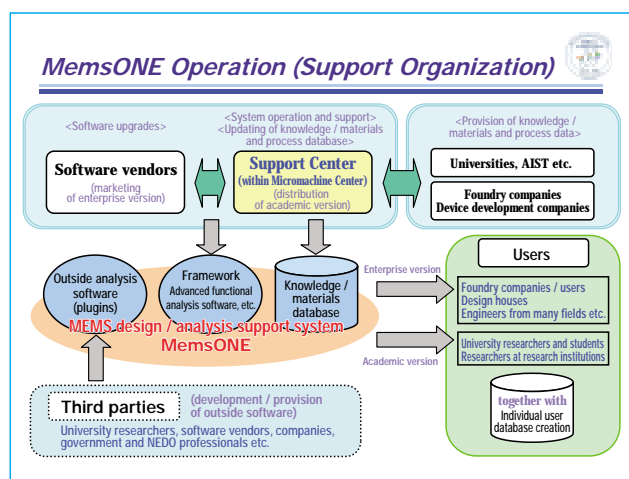 MemsONE Operation (Support Organization)
<Software upgrades>
<System operation and support>
<Updating of knowledge / materials
and process database>
<Provision of knowledge /
materials and process data>
Software vendors
(marketing
of enterprise version)
Support Center
(within Micromachine Center)
(distribution
of academic version)
Universities, AIST etc.
Foundry companies
Device development companies
Outside analysis
software
(plugins)
Framework
Advanced functional
analysis software, etc.
Knowledge /
materials
database
MEMS design / analysis support system
MemsONE
Enterprise version
Academic version
Users
Foundry companies / users
Design houses
Engineers from many fields etc.
University researchers and students
Researchers at research institutions
together with
Individual user
database creation
Third parties
(development / provision
of outside software)
University researchers, software vendors, companies,
government and NEDO professionals etc.